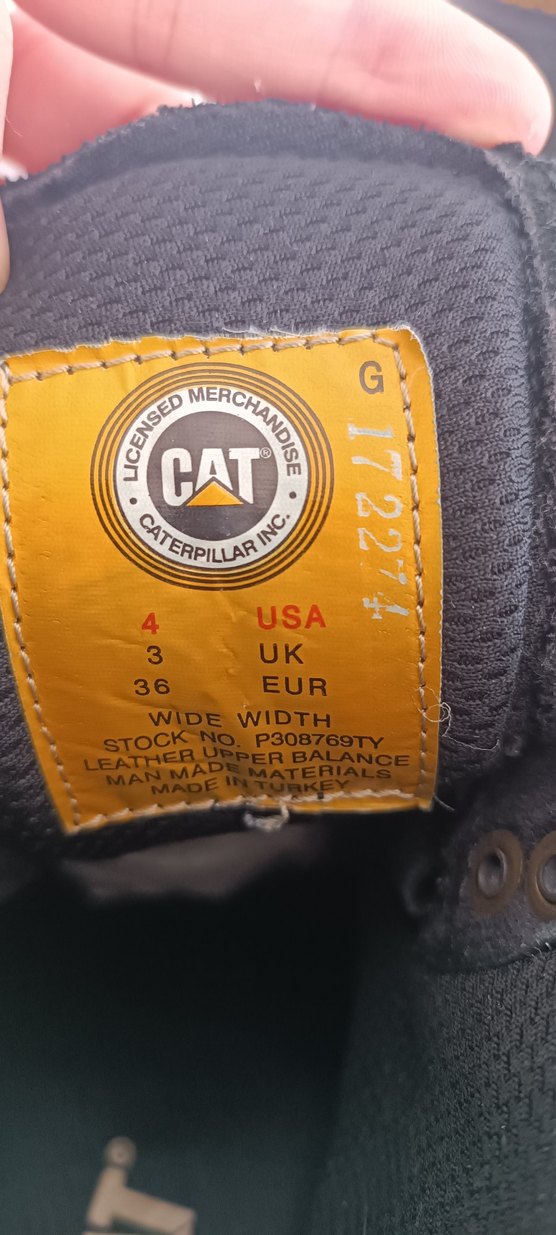 G
172274
LICENSED MERCHANDISE
CAT®
CATERPILLAR INC.
4 USA
3 UK
36 EUR
WIDE WIDTH
STOCK NO. P308769TY
LEATHER UPPER BALANCE
MAN MADE MATERIALS
MADE IN TURKEY